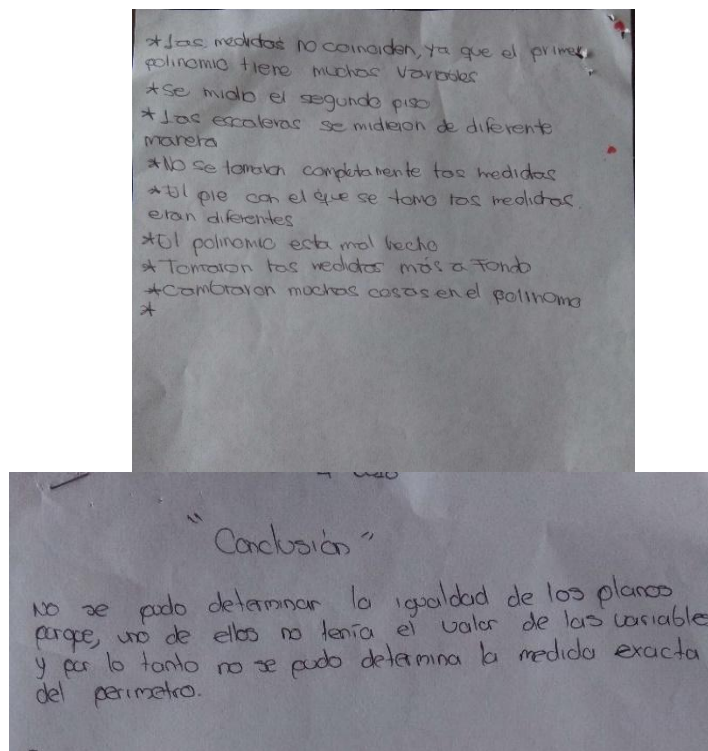 *Las medidas no coinciden, ya que el primer
polinomio tiene muchas variables
*Se midio el segundo piso
*Las escaleras se midieron de diferente
manera
*No se tomaron completamente las medidas
*El pie con el que se tomo las medidas
eran diferentes
*El polinomio esta mal hecho
*Tomaron las medidas más a fondo
*Cambiaron muchas cosas en el polinomo
*
"Conclusión"
No se pudo determinar la igualdad de los planos
porque, uno de ellos no tenía el valor de las variable
y por lo tanto no se pudo determina la medida exacta
del perimetro.